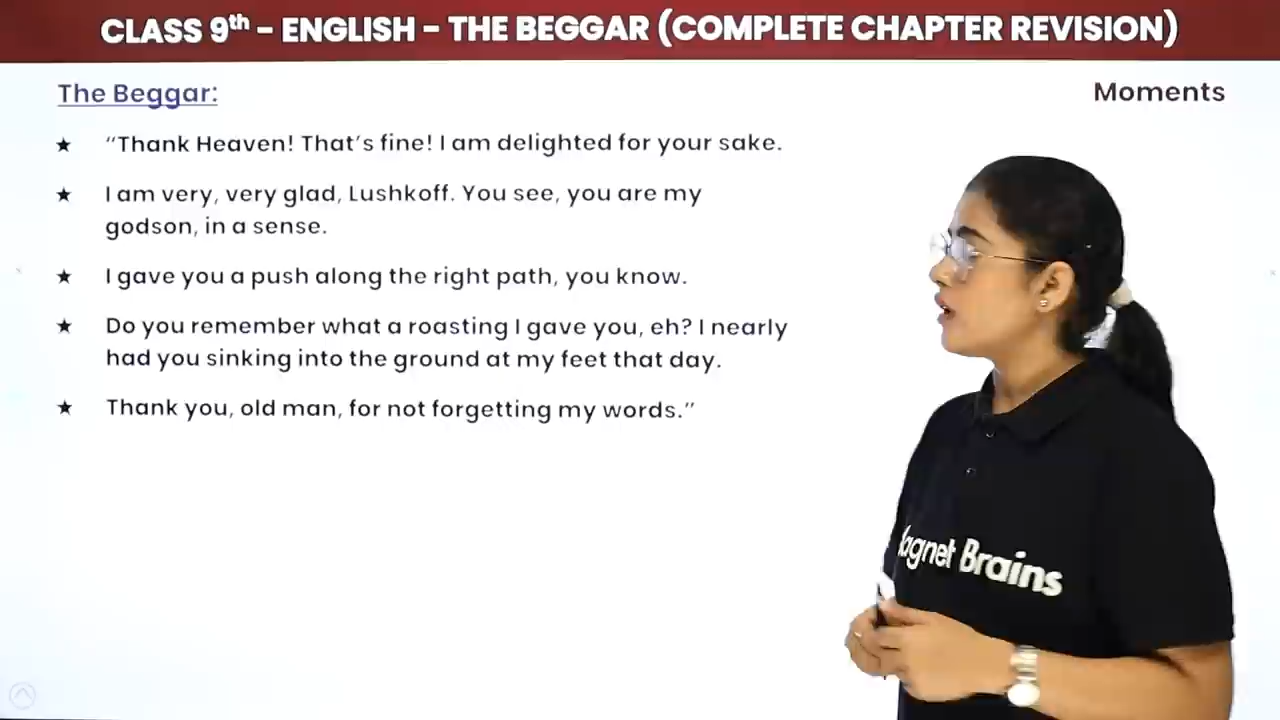 CLASS 9th – ENGLISH – THE BEGGAR (COMPLETE CHAPTER REVISION)
The Beggar:
Moments
★ “Thank Heaven! That’s fine! I am delighted for your sake.
★ I am very, very glad, Lushkoff. You see, you are my
godson, in a sense.
★ I gave you a push along the right path, you know.
★ Do you remember what a roasting I gave you, eh? I nearly
had you sinking into the ground at my feet that day.
★ Thank you, old man, for not forgetting my words.”
agnet Brains